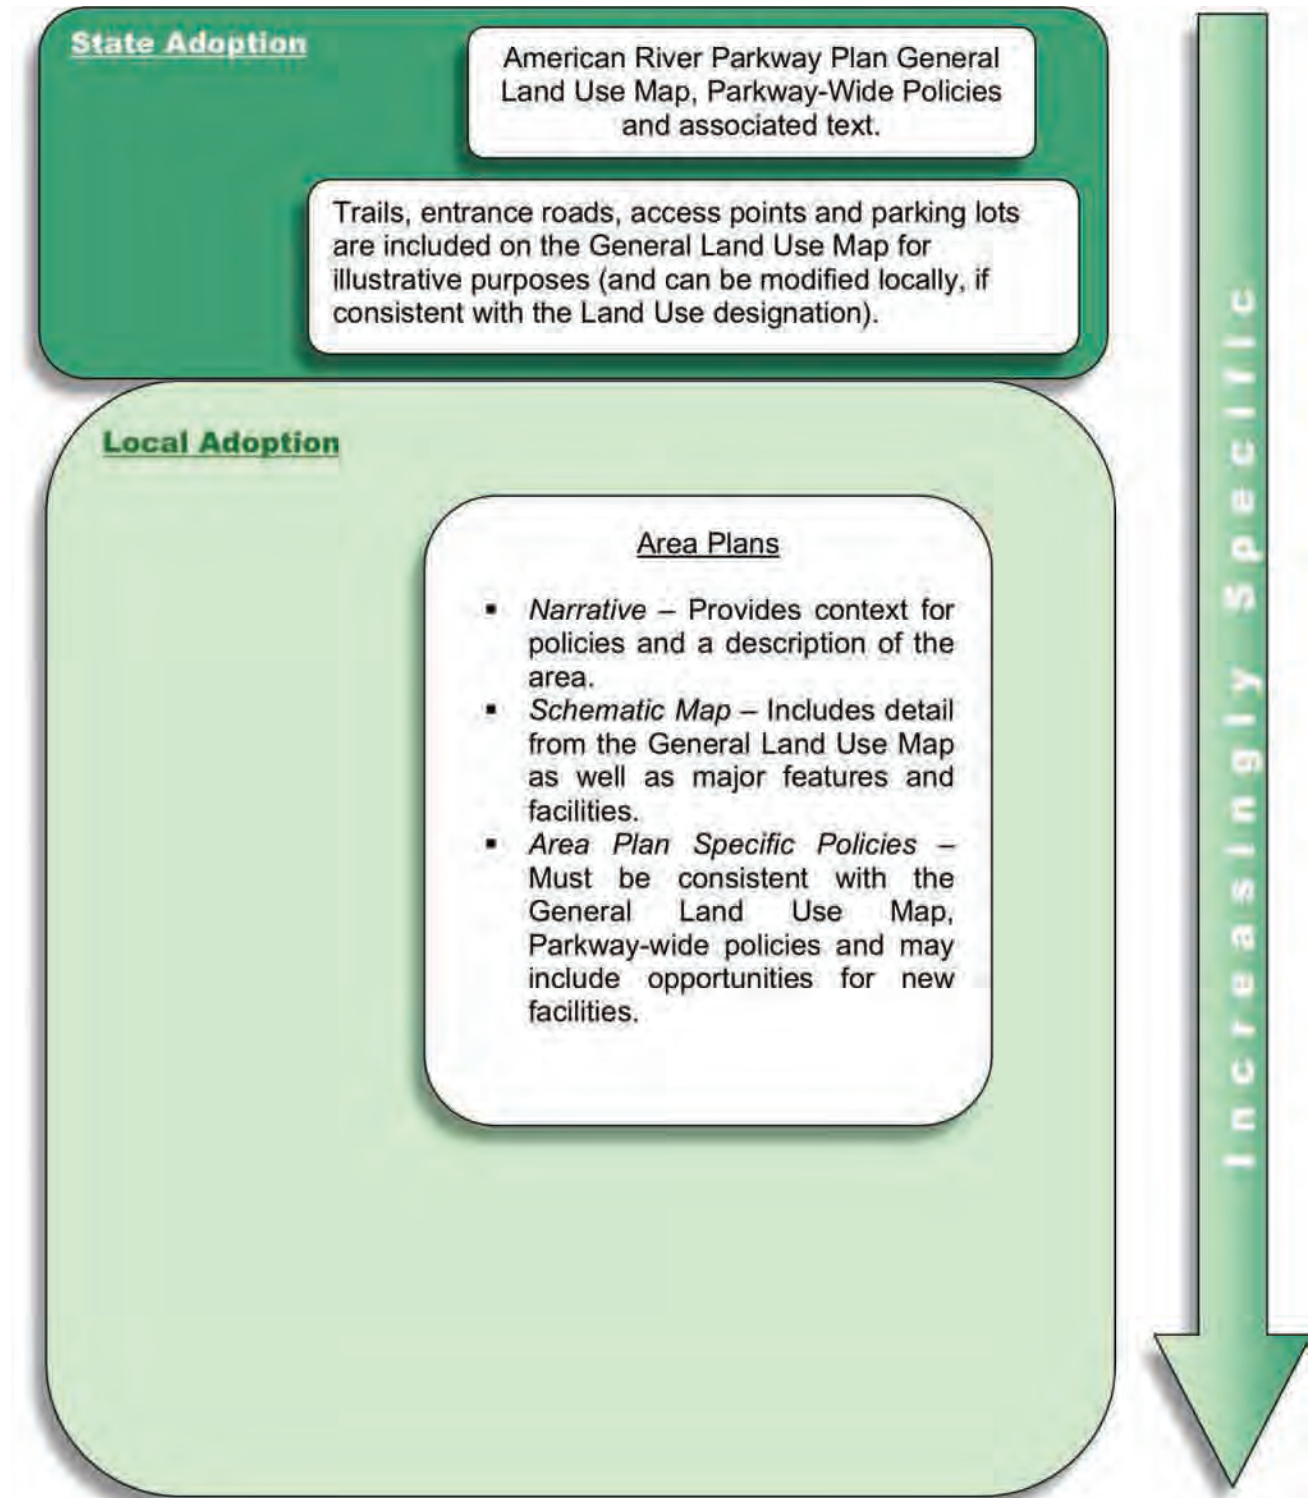 State Adoption
American River Parkway Plan General
Land Use Map, Parkway-Wide Policies
and associated text.
Trails, entrance roads, access points and parking lots
are included on the General Land Use Map for
illustrative purposes (and can be modified locally, if
consistent with the Land Use designation).
Local Adoption
Area Plans
▪ Narrative – Provides context for
policies and a description of the
area.
▪ Schematic Map – Includes detail
from the General Land Use Map
as well as major features and
facilities.
▪ Area Plan Specific Policies –
Must be consistent with the
General Land Use Map,
Parkway-wide policies and may
include opportunities for new
facilities.
Increasingly Specific